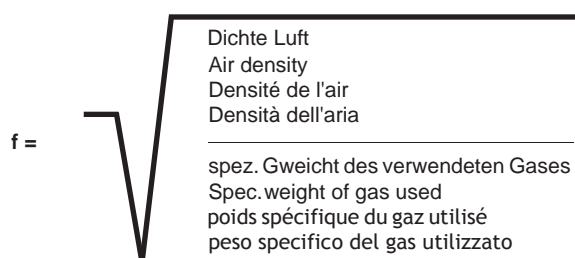 Dichte Luft
Air density
Densité de l'air
Densità dell'aria
f =
spez. Gweicht des verwendeten Gases
Spec. weight of gas used
poids spécifique du gaz utilisé
peso specifico del gas utilizzato